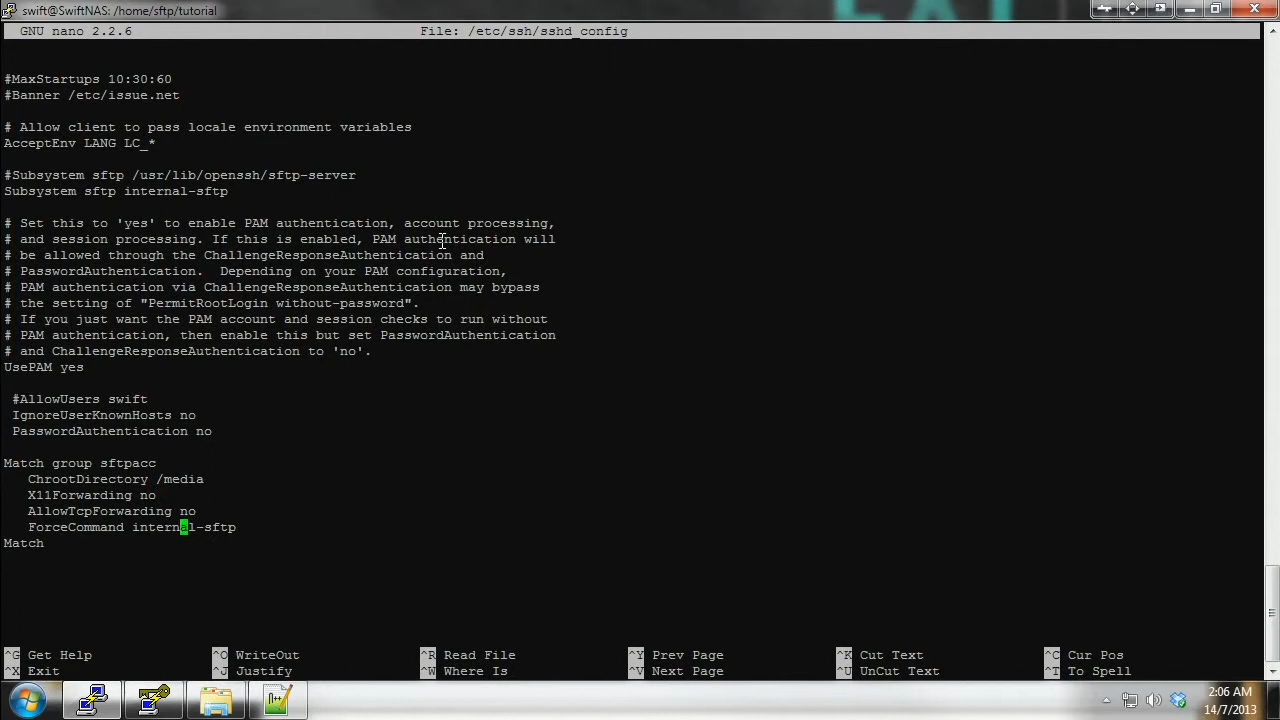 swift@SwiftNAS: /home/sftp/tutorial
GNU nano 2.2.6 File: /etc/ssh/sshd_config
#MaxStartups 10:30:60
#Banner /etc/issue.net
# Allow client to pass locale environment variables
AcceptEnv LANG LC_*
#Subsystem sftp /usr/lib/openssh/sftp-server
Subsystem sftp internal-sftp
# Set this to 'yes' to enable PAM authentication, account processing,
# and session processing. If this is enabled, PAM authentication will
# be allowed through the ChallengeResponseAuthentication and
# PasswordAuthentication.  Depending on your PAM configuration,
# PAM authentication via ChallengeResponseAuthentication may bypass
# the setting of "PermitRootLogin without-password".
# If you just want the PAM account and session checks to run without
# PAM authentication, then enable this but set PasswordAuthentication
# and ChallengeResponseAuthentication to 'no'.
UsePAM yes
#AllowUsers swift
IgnoreUserKnownHosts no
PasswordAuthentication no
Match group sftpacc
ChrootDirectory /media
X11Forwarding no
AllowTcpForwarding no
ForceCommand internal-sftp
Match
^G Get Help ^O WriteOut ^R Read File ^Y Prev Page ^K Cut Text ^C Cur Pos
^X Exit ^J Justify ^W Where Is ^V Next Page ^U UnCut Text ^T To Spell
2:06 AM
14/7/2013